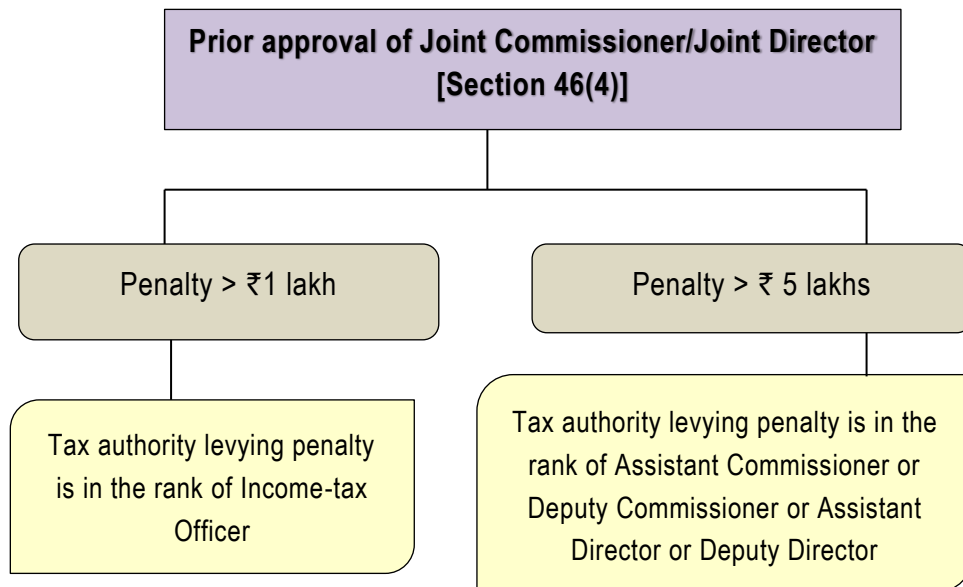 Prior approval of Joint Commissioner/Joint Director
[Section 46(4)]
Penalty > ₹1 lakh
Penalty > ₹ 5 lakhs
Tax authority levying penalty
is in the rank of Income-tax
Officer
Tax authority levying penalty is in the
rank of Assistant Commissioner or
Deputy Commissioner or Assistant
Director or Deputy Director